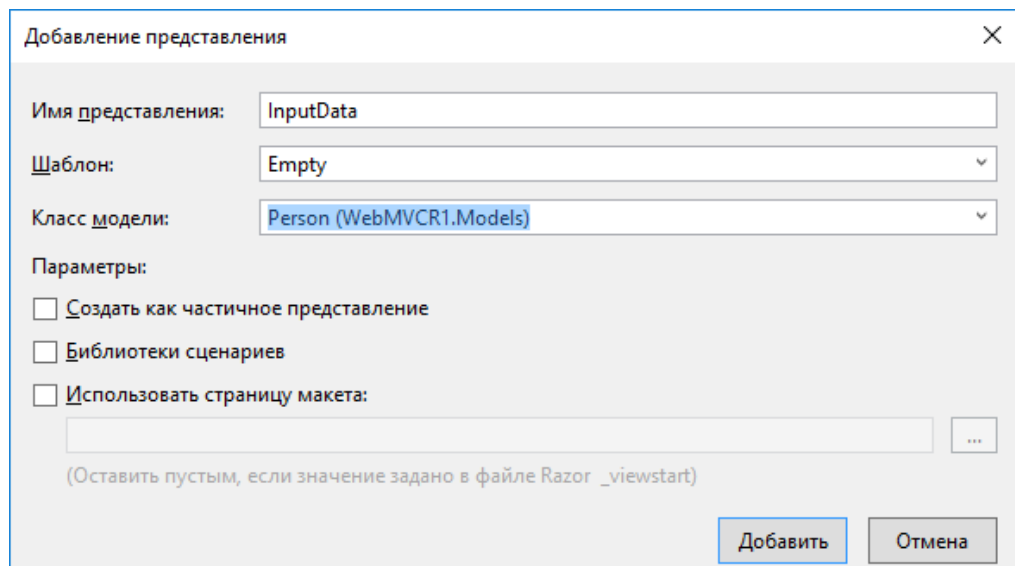 Добавление представления
Имя представления: InputData
Шаблон: Empty
Класс модели: Person (WebMVCR1.Models)
Параметры:
Создать как частичное представление
Библиотеки сценариев
Использовать страницу макета:
...
(Оставить пустым, если значение задано в файле Razor _viewstart)
Добавить Отмена